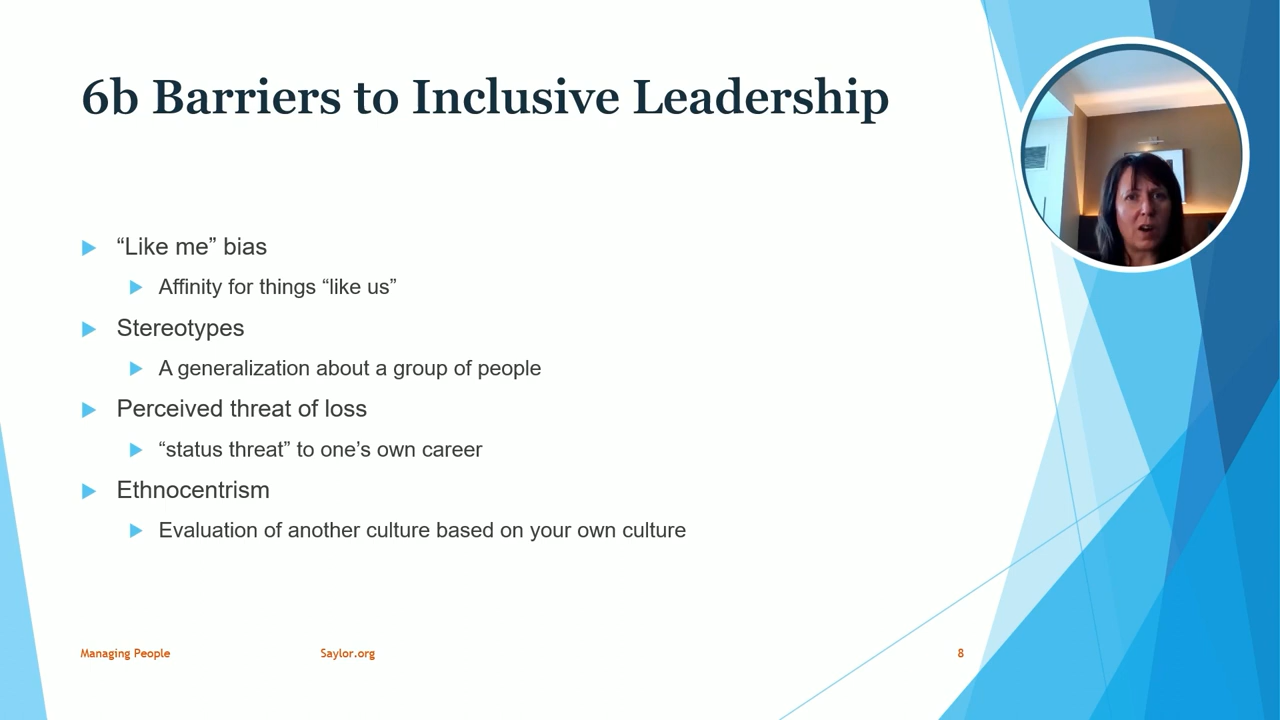 6b Barriers to Inclusive Leadership
“Like me” bias
Affinity for things “like us”
Stereotypes
A generalization about a group of people
Perceived threat of loss
“status threat” to one’s own career
Ethnocentrism
Evaluation of another culture based on your own culture
Managing People
Saylor.org
8